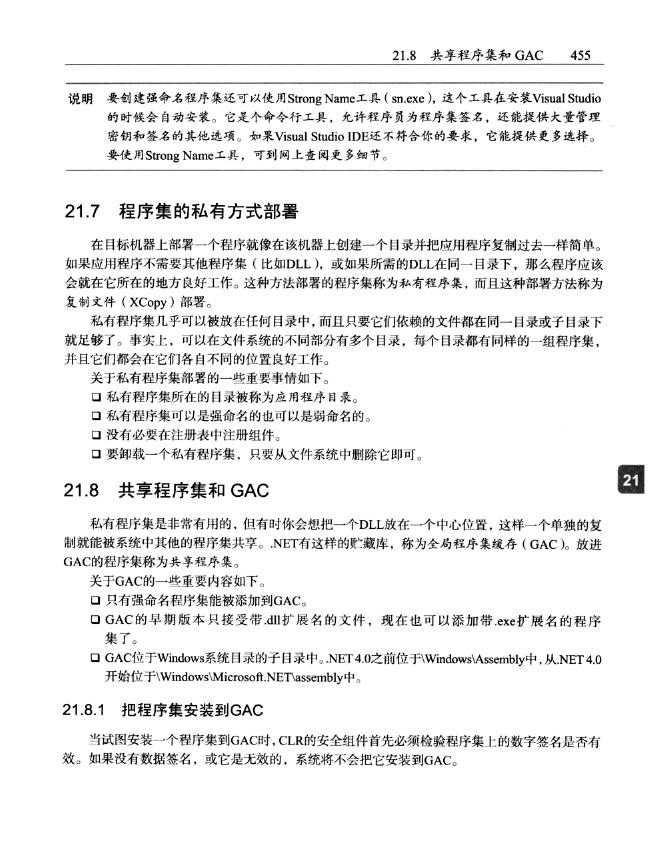 21.8 共享程序集和 GAC 455
说明 要创建强命名程序集还可以使用Strong Name工具（sn.exe），这个工具在安装Visual Studio
的时候会自动安装。它是个命令行工具，允许程序员为程序集签名，还能提供大量管理
密钥和签名的其他选项。如果Visual Studio IDE还不符合你的要求，它能提供更多选择。
要使用Strong Name工具，可到网上查阅更多细节。
21.7 程序集的私有方式部署
在目标机器上部署一个程序就像在该机器上创建一个目录并把应用程序复制过去一样简单。
如果应用程序不需要其他程序集（比如DLL），或如果所需的DLL在同一目录下，那么程序应该
会就在它所在的地方良好工作。这种方法部署的程序集称为私有程序集，而且这种部署方法称为
复制文件（XCopy）部署。
私有程序集几乎可以被放在任何目录中，而且只要它们依赖的文件都在同一目录或子目录下
就足够了。事实上，可以在文件系统的不同部分有多个目录，每个目录都有同样的一组程序集，
并且它们都会在它们各自不同的位置良好工作。
关于私有程序集部署的一些重要事情如下。
❑ 私有程序集所在的目录被称为应用程序目录。
❑ 私有程序集可以是强命名的也可以是弱命名的。
❑ 没有必要在注册表中注册组件。
❑ 要卸载一个私有程序集，只要从文件系统中删除它即可。
21.8 共享程序集和 GAC
21
私有程序集是非常有用的，但有时你会想把一个DLL放在一个中心位置，这样一个单独的复
制就能被系统中其他的程序集共享。.NET有这样的贮藏库，称为全局程序集缓存（GAC）。放进
GAC的程序集称为共享程序集。
关于GAC的一些重要内容如下。
❑ 只有强命名程序集能被添加到GAC。
❑ GAC的早期版本只接受带.dll扩展名的文件，现在也可以添加带.exe扩展名的程序
集了。
❑ GAC位于Windows系统目录的子目录中。.NET 4.0之前位于\Windows\Assembly中，从.NET 4.0
开始位于\Windows\Microsoft.NET\assembly中。
21.8.1 把程序集安装到GAC
当试图安装一个程序集到GAC时，CLR的安全组件首先必须检验程序集上的数字签名是否有
效。如果没有数据签名，或它是无效的，系统将不会把它安装到GAC。